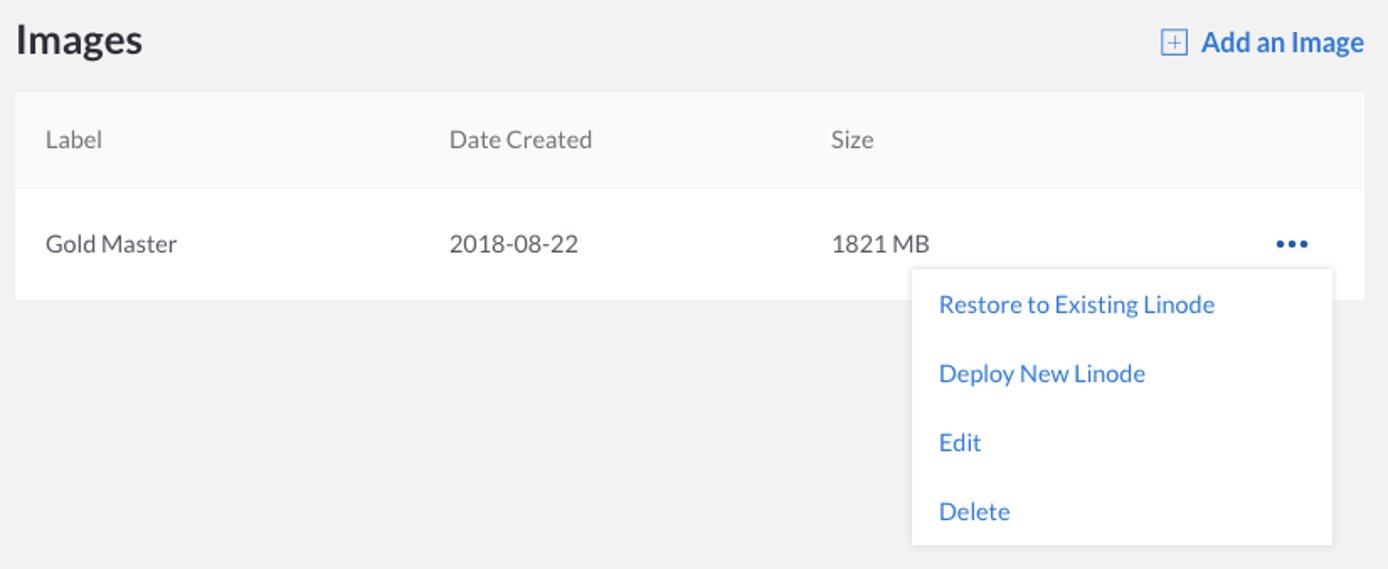 Images
Add an Image
Label Date Created Size
Gold Master 2018-08-22 1821 MB
Restore to Existing Linode
Deploy New Linode
Edit
Delete